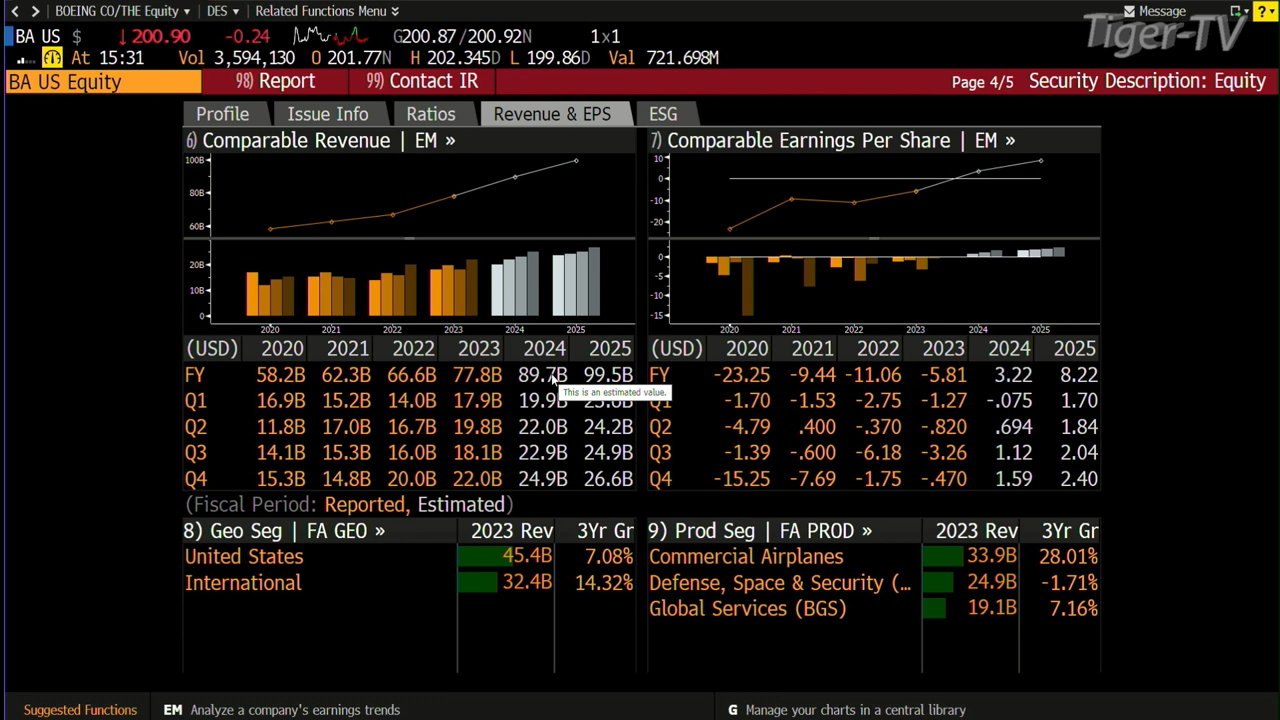 BOEING CO/THE Equity DES Related Functions Menu Message ?
Tiger-TV
BA US $ ↓200.90 -0.24 G200.87/200.92N 1x1
At 15:31 Vol 3,594,130 O 201.77N H 202.345D L 199.86D Val 721.698M
BA US Equity 98) Report 99) Contact IR Page 4/5 Security Description: Equity
Profile Issue Info Ratios Revenue & EPS ESG
6) Comparable Revenue | EM » 7) Comparable Earnings Per Share | EM »
100B 10
0
80B -10
60B -20
20B 0
-5
10B -10
0 -15
2020 2021 2022 2023 2024 2025 2020 2021 2022 2023 2024 2025
(USD) 2020 2021 2022 2023 2024 2025 (USD) 2020 2021 2022 2023 2024 2025
FY 58.2B 62.3B 66.6B 77.8B 89.7B 99.5B FY -23.25 -9.44 -11.06 -5.81 3.22 8.22
This is an estimated value.
Q1 16.9B 15.2B 14.0B 17.9B 19.9B Q1 -1.70 -1.53 -2.75 -1.27 -.075 1.70
Q2 11.8B 17.0B 16.7B 19.8B 22.0B 24.2B Q2 -4.79 .400 -.370 -.820 .694 1.84
Q3 14.1B 15.3B 16.0B 18.1B 22.9B 24.9B Q3 -1.39 -.600 -6.18 -3.26 1.12 2.04
Q4 15.3B 14.8B 20.0B 22.0B 24.9B 26.6B Q4 -15.25 -7.69 -1.75 -.470 1.59 2.40
(Fiscal Period: Reported, Estimated)
8) Geo Seg | FA GEO » 2023 Rev 3Yr Gr 9) Prod Seg | FA PROD » 2023 Rev 3Yr Gr
United States 45.4B 7.08% Commercial Airplanes 33.9B 28.01%
International 32.4B 14.32% Defense, Space & Security (… 24.9B -1.71%
Global Services (BGS) 19.1B 7.16%
Suggested Functions EM Analyze a company's earnings trends G Manage your charts in a central library